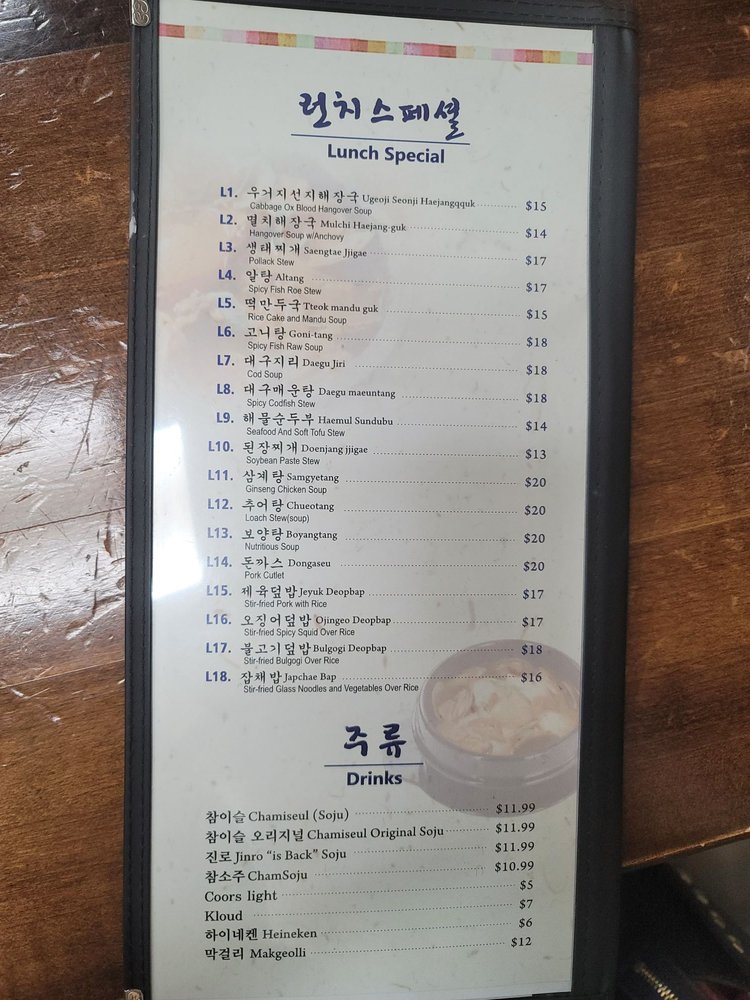 런치스페셜
Lunch Special
L1. 우거지선지해장국 Ugeoji Seonji Haejangqquk $15
Cabbage Ox Blood Hangover Soup
L2. 멸치해장국 Mulchi Haejang-guk $14
Hangover Soup w/Anchovy
L3. 생태찌개 Saengtae Jjigae $17
Pollack Stew
L4. 알탕 Altang $17
Spicy Fish Roe Stew
L5. 떡만두국 Tteok mandu guk $15
Rice Cake and Mandu Soup
L6. 고니탕 Goni-tang $18
Spicy Fish Raw Soup
L7. 대구지리 Daegu Jiri $18
Cod Soup
L8. 대구매운탕 Daegu maeuntang $18
Spicy Codfish Stew
L9. 해물순두부 Haemul Sundubu $14
Seafood And Soft Tofu Stew
L10. 된장찌개 Doenjang jjigae $13
Soybean Paste Stew
L11. 삼계탕 Samgyetang $20
Ginseng Chicken Soup
L12. 추어탕 Chueotang $20
Loach Stew(soup)
L13. 보양탕 Boyangtang $20
Nutritious Soup
L14. 돈까스 Dongaseu $20
Pork Cutlet
L15. 제육덮밥 Jeyuk Deopbap $17
Stir-fried Pork with Rice
L16. 오징어덮밥 Ojingeo Deopbap $17
Stir-fried Spicy Squid Over Rice
L17. 불고기덮밥 Bulgogi Deopbap $18
Stir-fried Bulgogi Over Rice
L18. 잡채밥 Japchae Bap $16
Stir-fried Glass Noodles and Vegetables Over Rice
주류
Drinks
참이슬 Chamiseul (Soju) $11.99
참이슬 오리지널 Chamiseul Original Soju $11.99
진로 Jinro "is Back" Soju $11.99
참소주 ChamSoju $10.99
Coors light $5
Kloud $7
하이네켄 Heineken $6
막걸리 Makgeolli $12